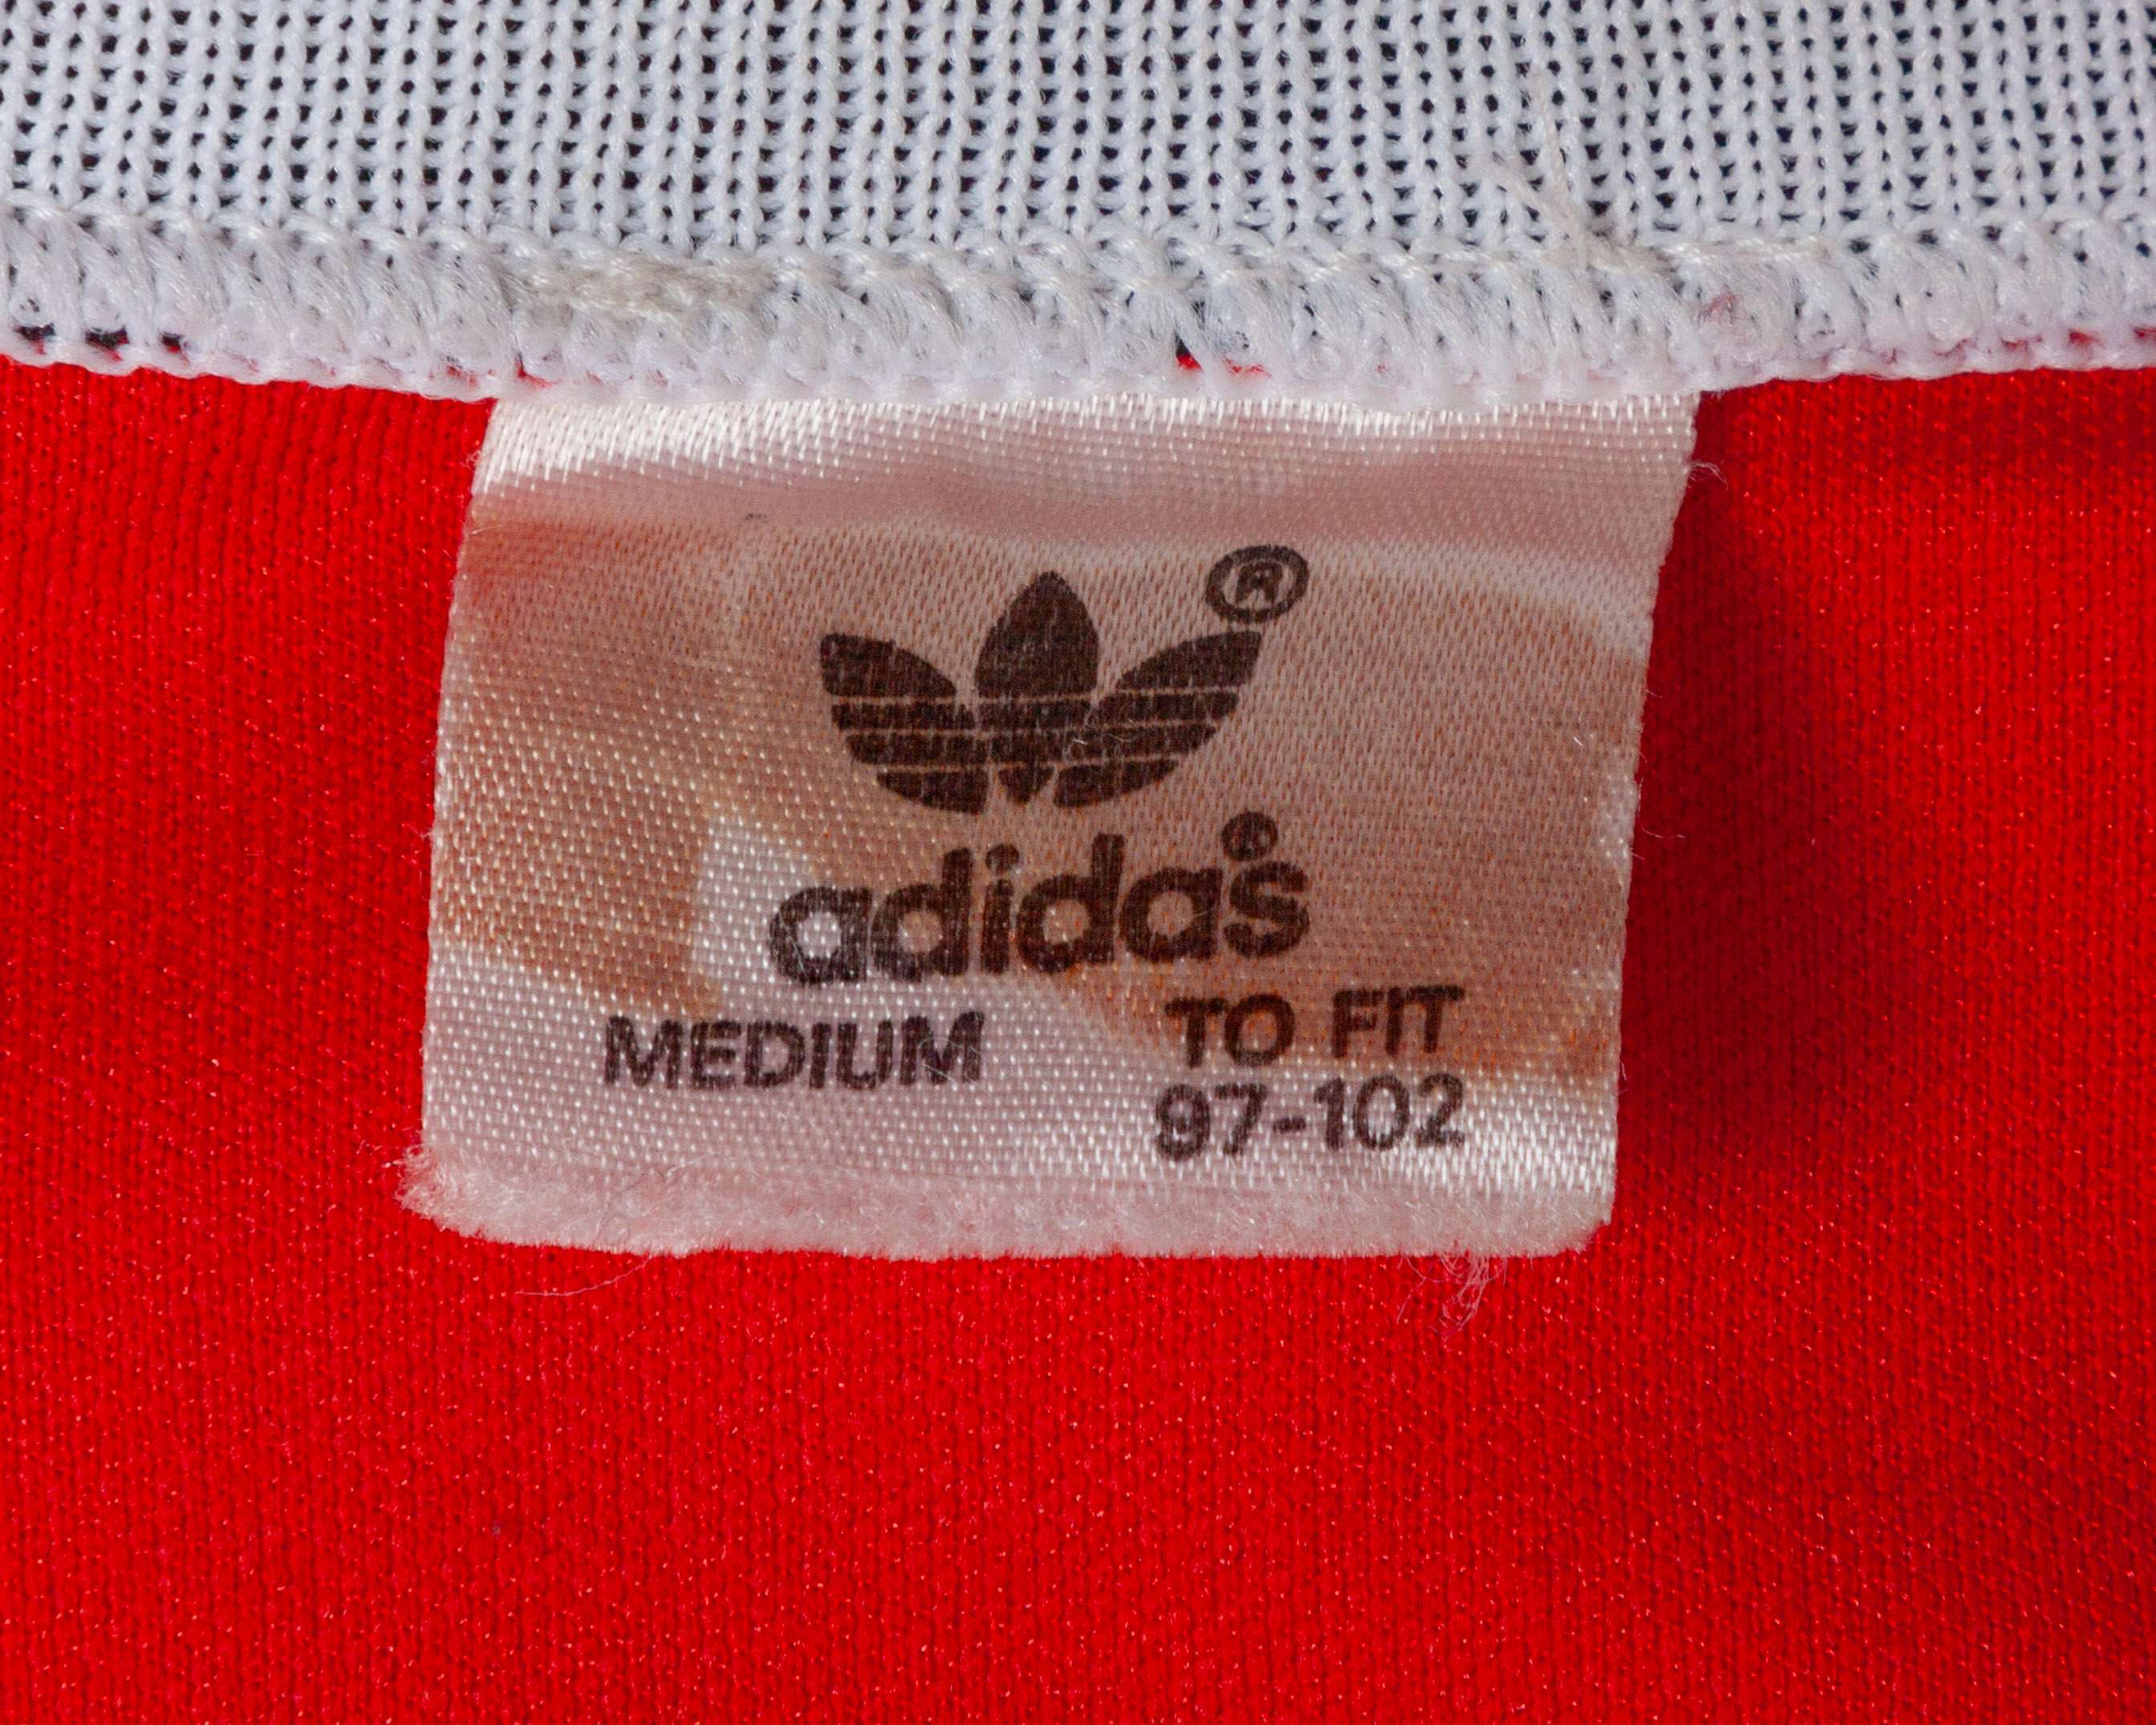 ®
adidas®
MEDIUM
TO FIT
97-102